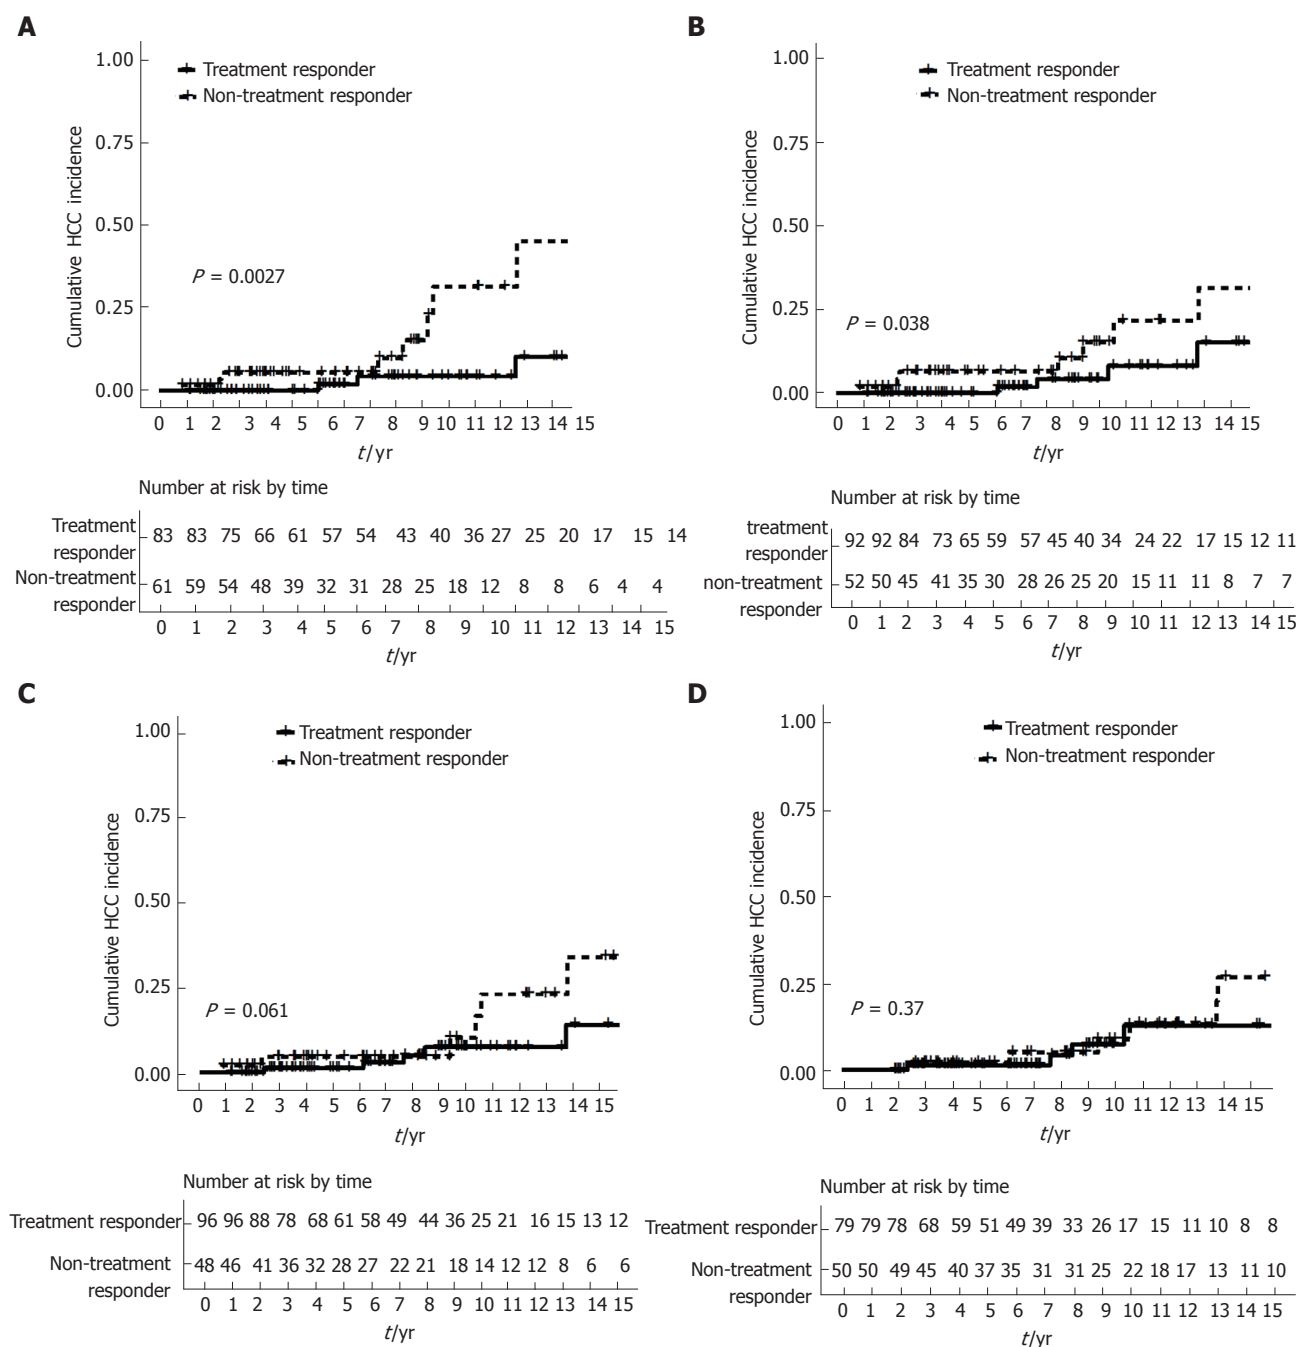 A
1.00
0.75
0.50
0.25
0.00
Cumulative HCC incidence
Treatment responder
Non-treatment responder
P = 0.0027
0 1 2 3 4 5 6 7 8 9 10 11 12 13 14 15
t/yr
Number at risk by time
Treatment
responder
83 83 75 66 61 57 54 43 40 36 27 25 20 17 15 14
Non-treatment
responder
61 59 54 48 39 32 31 28 25 18 12 8 8 6 4 4
0 1 2 3 4 5 6 7 8 9 10 11 12 13 14 15
t/yr
B
1.00
0.75
0.50
0.25
0.00
Cumulative HCC incidence
Treatment responder
Non-treatment responder
P = 0.038
0 1 2 3 4 5 6 7 8 9 10 11 12 13 14 15
t/yr
Number at risk by time
treatment
responder
92 92 84 73 65 59 57 45 40 34 24 22 17 15 12 11
non-treatment
responder
52 50 45 41 35 30 28 26 25 20 15 11 11 8 7 7
0 1 2 3 4 5 6 7 8 9 10 11 12 13 14 15
t/yr
C
1.00
0.75
0.50
0.25
0.00
Cumulative HCC incidence
Treatment responder
Non-treatment responder
P = 0.061
0 1 2 3 4 5 6 7 8 9 10 11 12 13 14 15
t/yr
Number at risk by time
Treatment responder
96 96 88 78 68 61 58 49 44 36 25 21 16 15 13 12
Non-treatment
responder
48 46 41 36 32 28 27 22 21 18 14 12 12 8 6 6
0 1 2 3 4 5 6 7 8 9 10 11 12 13 14 15
t/yr
D
1.00
0.75
0.50
0.25
0.00
Cumulative HCC incidence
Treatment responder
Non-treatment responder
P = 0.37
0 1 2 3 4 5 6 7 8 9 10 11 12 13 14 15
t/yr
Number at risk by time
Treatment responder
79 79 78 68 59 51 49 39 33 26 17 15 11 10 8 8
Non-treatment
responder
50 50 49 45 40 37 35 31 31 25 22 18 17 13 11 10
0 1 2 3 4 5 6 7 8 9 10 11 12 13 14 15
t/yr